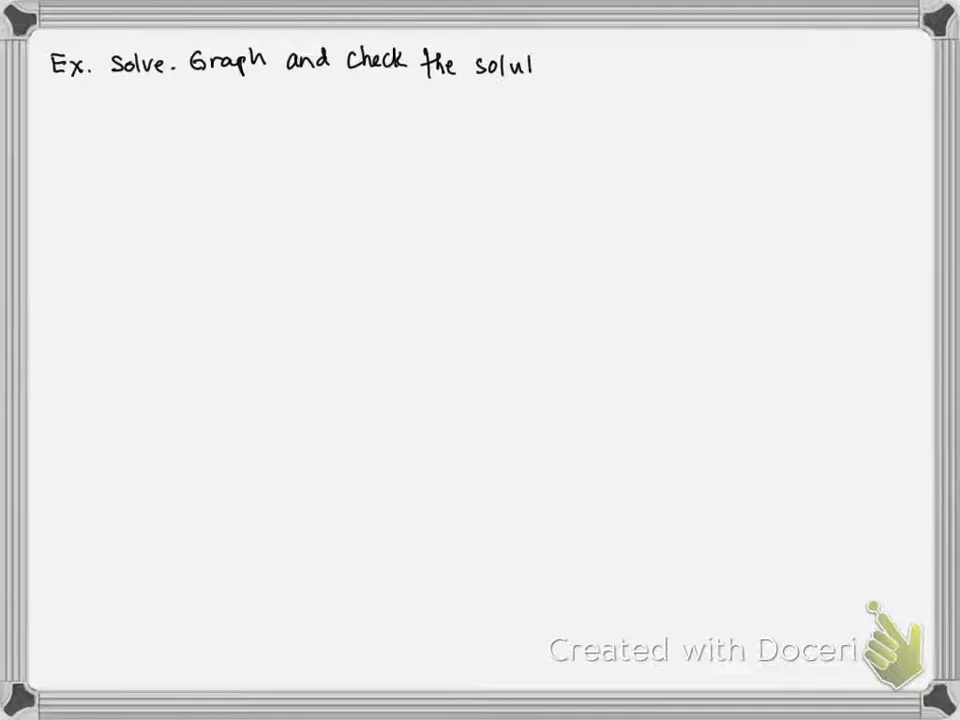 Ex. Solve. Graph and check the solul
Created with Doceri